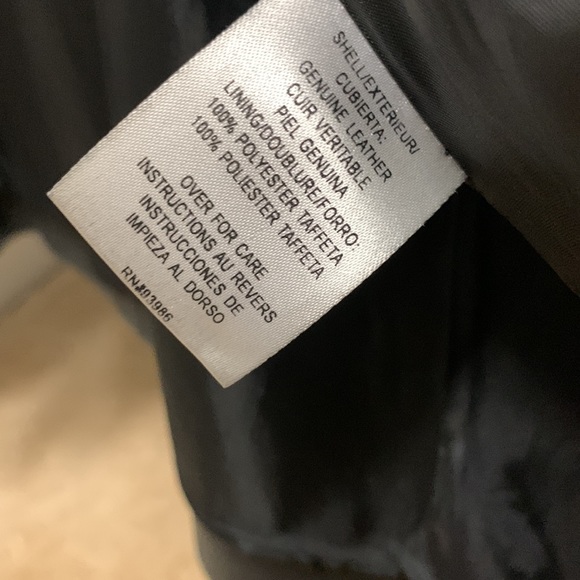 SHELL/EXTERIEUR/
CUBIERTA:
GENUINE LEATHER
CUIR VERITABLE
PIEL GENUINA
LINING/DOUBLURE/FORRO:
100% POLYESTER TAFFETA
100% POLIESTER TAFFETA
OVER FOR CARE
INSTRUCTIONS AU REVERS
INSTRUCCIONES DE
IMPIEZA AL DORSO
RN#93986